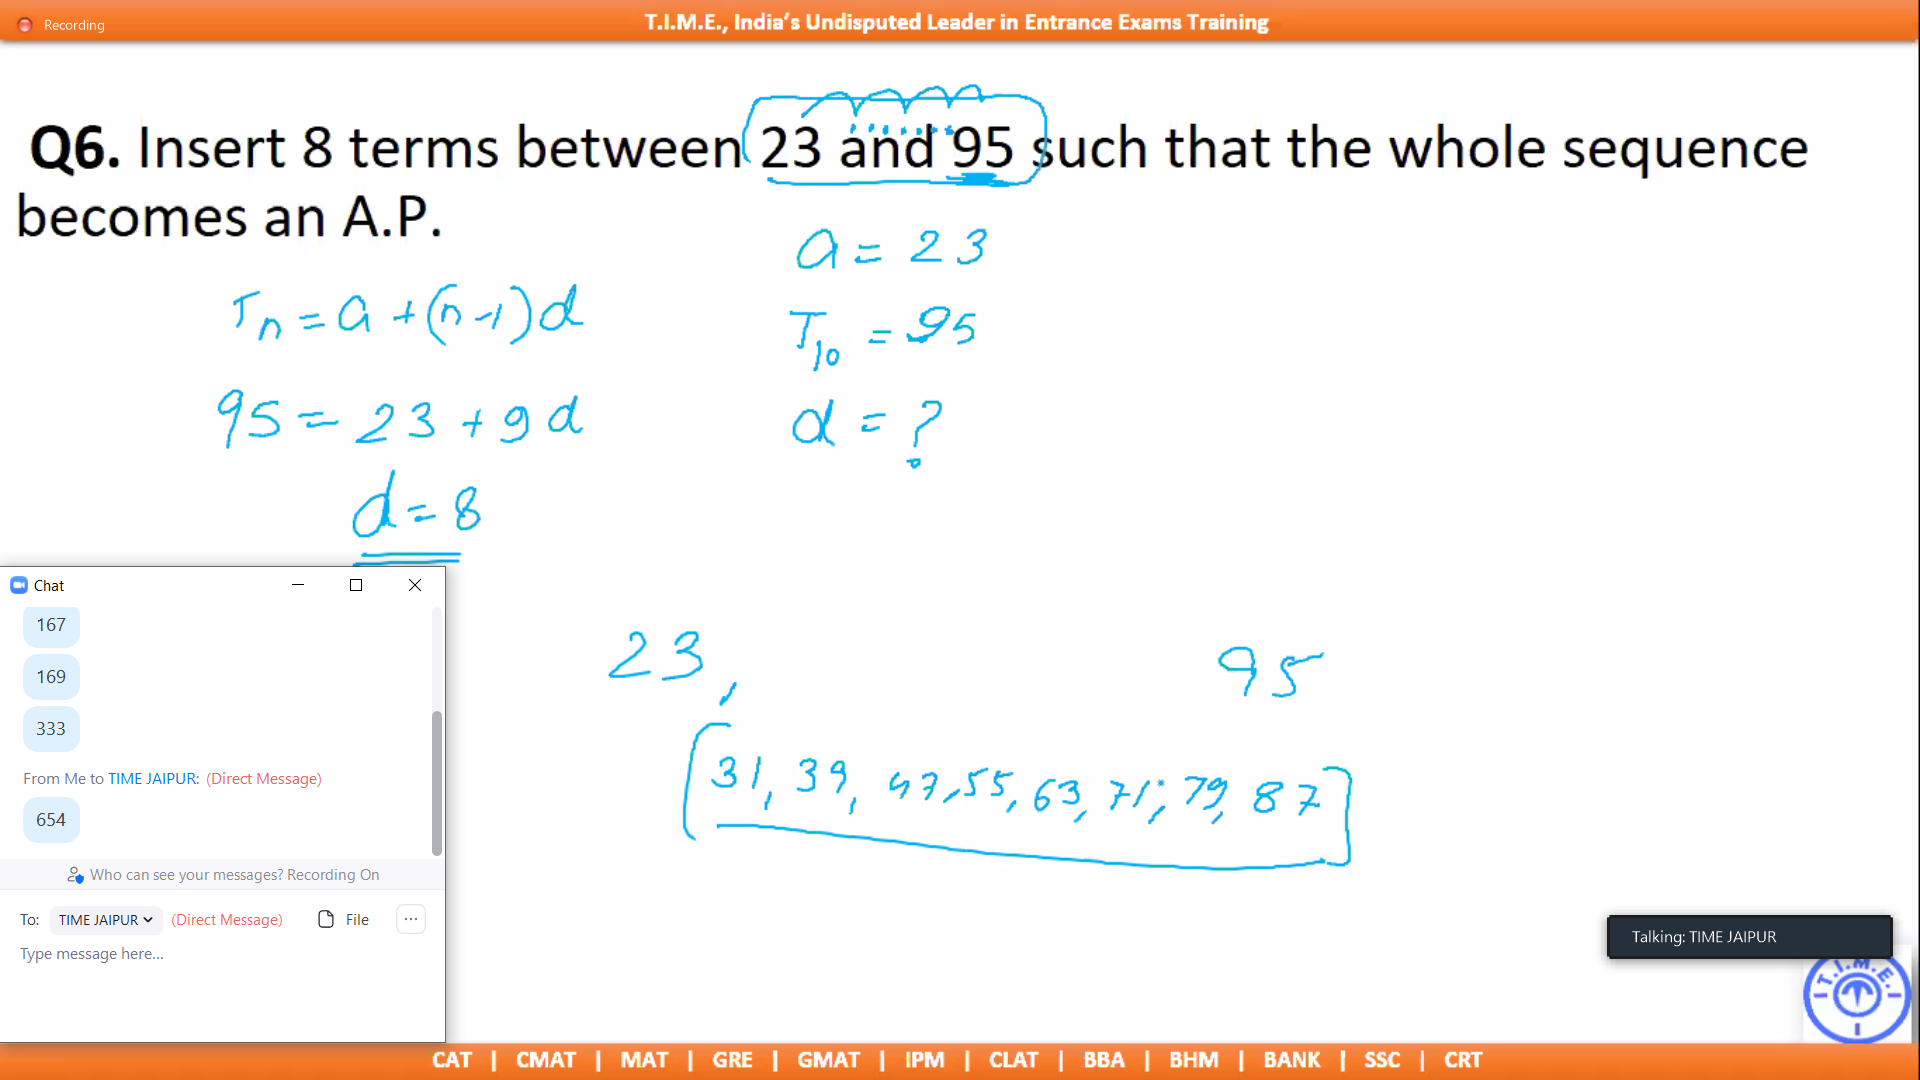 Recording
T.I.M.E., India's Undisputed Leader in Entrance Exams Training
Q6. Insert 8 terms between 23 and 95 such that the whole sequence
becomes an A.P.
a = 23
Tn = a + (n-1)d
T10 = 95
95 = 23 + 9d
d = ?
d = 8
23, 95
31, 39, 47, 55, 63, 71, 79, 87
Chat
167
169
333
From Me to TIME JAIPUR: (Direct Message)
654
Who can see your messages? Recording On
To: TIME JAIPUR (Direct Message) File ...
Type message here...
Talking: TIME JAIPUR
T.I.M.E.
CAT | CMAT | MAT | GRE | GMAT | IPM | CLAT | BBA | BHM | BANK | SSC | CRT